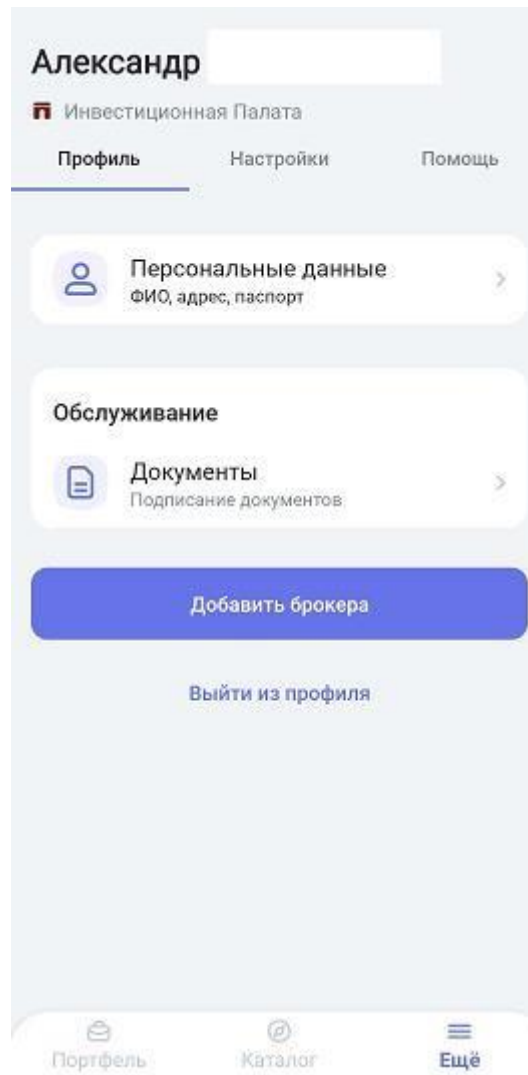 Александр
Инвестиционная Палата
Профиль Настройки Помощь
Персональные данные
ФИО, адрес, паспорт
Обслуживание
Документы
Подписание документов
Добавить брокера
Выйти из профиля
Портфель Каталог Ещё